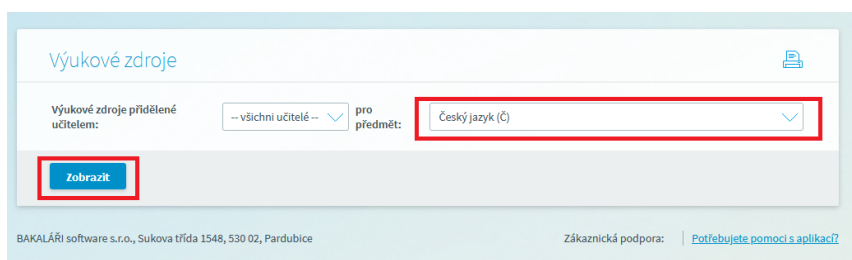 Výukové zdroje
Výukové zdroje přidělené
učitelem:
-- všichni učitelé --
pro
předmět:
Český jazyk (Č)
Zobrazit
BAKALÁŘI software s.r.o., Sukova třída 1548, 530 02, Pardubice
Zákaznická podpora:
Potřebujete pomoci s aplikací?